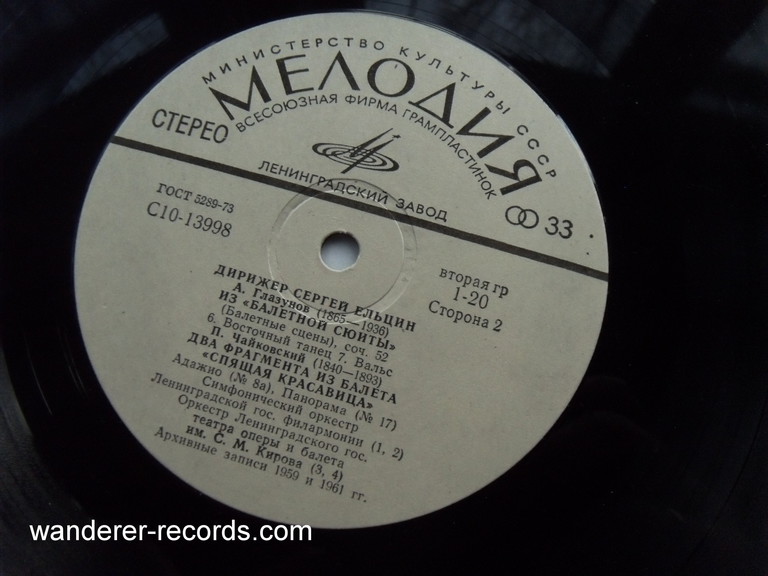 МИНИСТЕРСТВО КУЛЬТУРЫ СССР
МЕЛОДИЯ
ВСЕСОЮЗНАЯ ФИРМА ГРАМПЛАСТИНОК
СТЕРЕО
ЛЕНИНГРАДСКИЙ ЗАВОД
33
ГОСТ 5289-73
С10-13998
вторая гр
1-20
Сторона 2
ДИРИЖЕР СЕРГЕЙ ЕЛЬЦИН
А. Глазунов (1865—1936)
ИЗ «БАЛЕТНОЙ СЮИТЫ»
(Балетные сцены), соч. 52
6. Восточный танец 7. Вальс
П. Чайковский (1840—1893)
ДВА ФРАГМЕНТА ИЗ БАЛЕТА
«СПЯЩАЯ КРАСАВИЦА»
Адажио (№ 8а), Панорама (№ 17)
Симфонический оркестр
Ленинградской гос. филармонии (1, 2)
Оркестр Ленинградского гос.
театра оперы и балета
им. С. М. Кирова (3, 4)
Архивные записи 1959 и 1961 гг.
wanderer-records.com